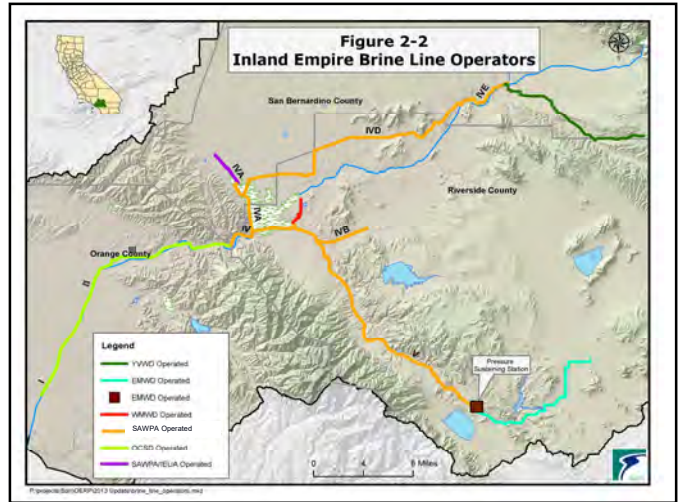 Figure 2-2
Inland Empire Brine Line Operators
San Bernardino County
IVE
IVD
IVA
IVA
Riverside County
IV
IVB
Orange County
III
II
V
I
Pressure
Sustaining Station
Legend
YVWD Operated
EMWD Operated
EMWD Operated
WMWD Operated
SAWPA Operated
OCSD Operated
SAWPA/IEUA Operated
0 4 8 Miles